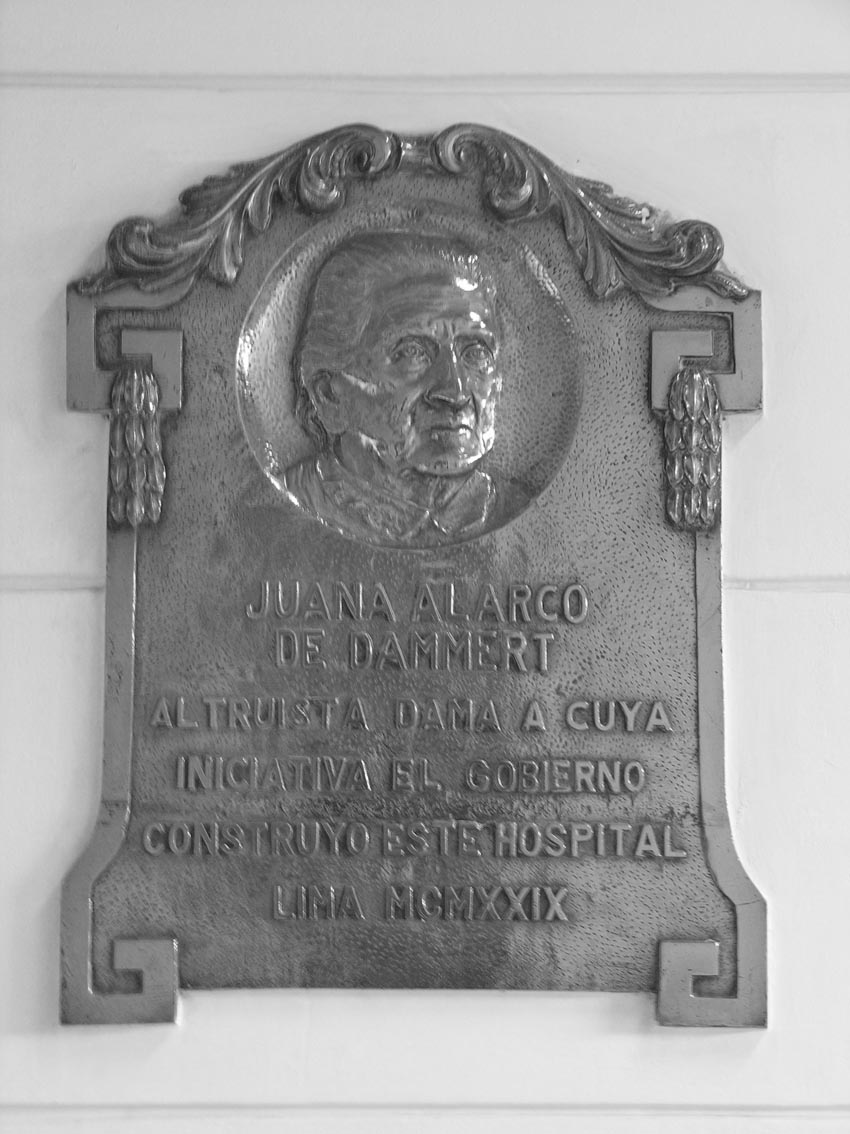 JUANA ALARCO
DE DAMMERT
ALTRUISTA DAMA A CUYA
INICIATIVA EL GOBIERNO
CONSTRUYO ESTE HOSPITAL
LIMA MCMXXIX